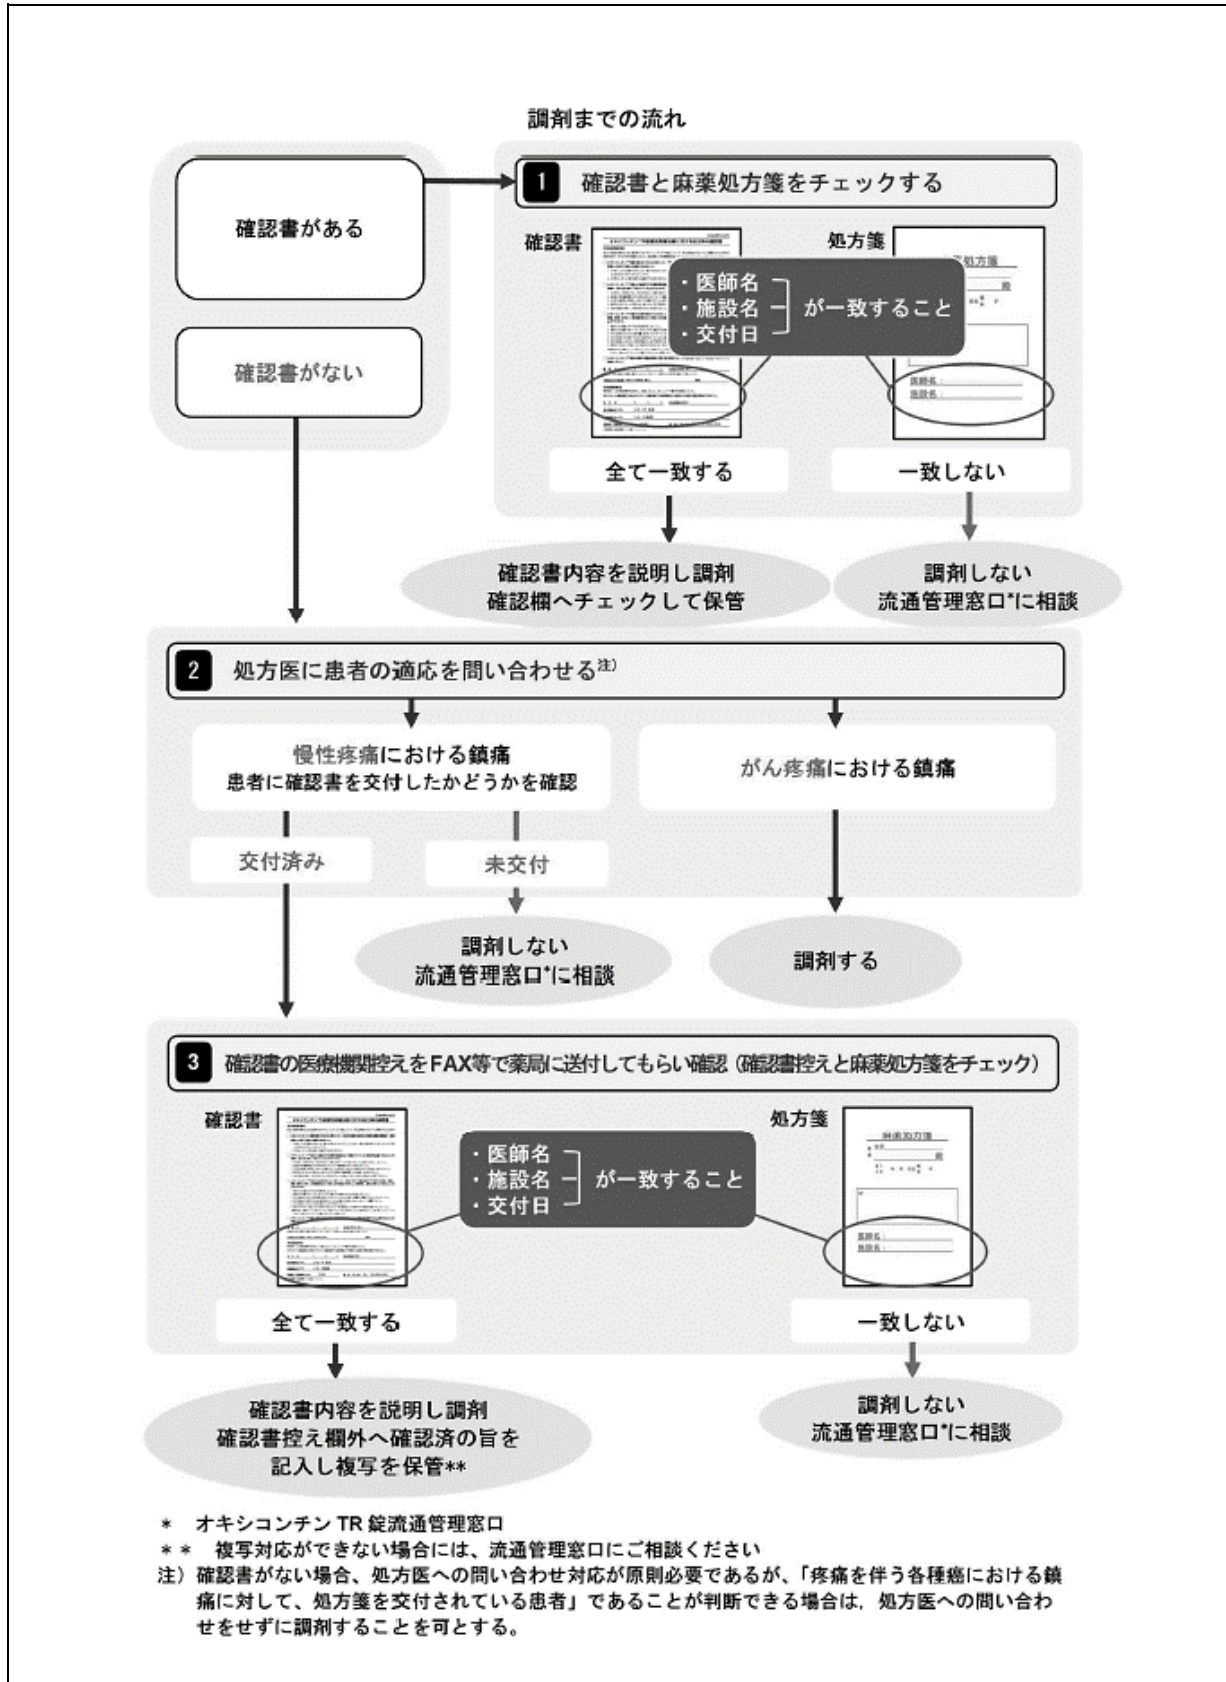 調剤までの流れ
確認書がある
確認書がない
1 確認書と麻薬処方箋をチェックする
確認書
処方箋
・医師名
・施設名
・交付日
が一致すること
医師名：
施設名：
全て一致する
一致しない
確認書内容を説明し調剤
確認欄へチェックして保管
調剤しない
流通管理窓口*に相談
2 処方医に患者の適応を問い合わせる注）
慢性疼痛における鎮痛
患者に確認書を交付したかどうかを確認
がん疼痛における鎮痛
交付済み
未交付
調剤しない
流通管理窓口*に相談
調剤する
3 確認書の医療機関控えをFAX等で薬局に送付してもらい確認（確認書控えと麻薬処方箋をチェック）
確認書
処方箋
・医師名
・施設名
・交付日
が一致すること
麻薬処方箋
殿
医師名：
施設名：
全て一致する
一致しない
確認書内容を説明し調剤
確認書控え欄外へ確認済の旨を
記入し複写を保管**
調剤しない
流通管理窓口*に相談
* オキシコンチン TR 錠流通管理窓口
** 複写対応ができない場合には、流通管理窓口にご相談ください
注）確認書がない場合、処方医への問い合わせ対応が原則必要であるが、「疼痛を伴う各種癌における鎮
痛に対して、処方箋を交付されている患者」であることが判断できる場合は，処方医への問い合わ
せをせずに調剤することを可とする。